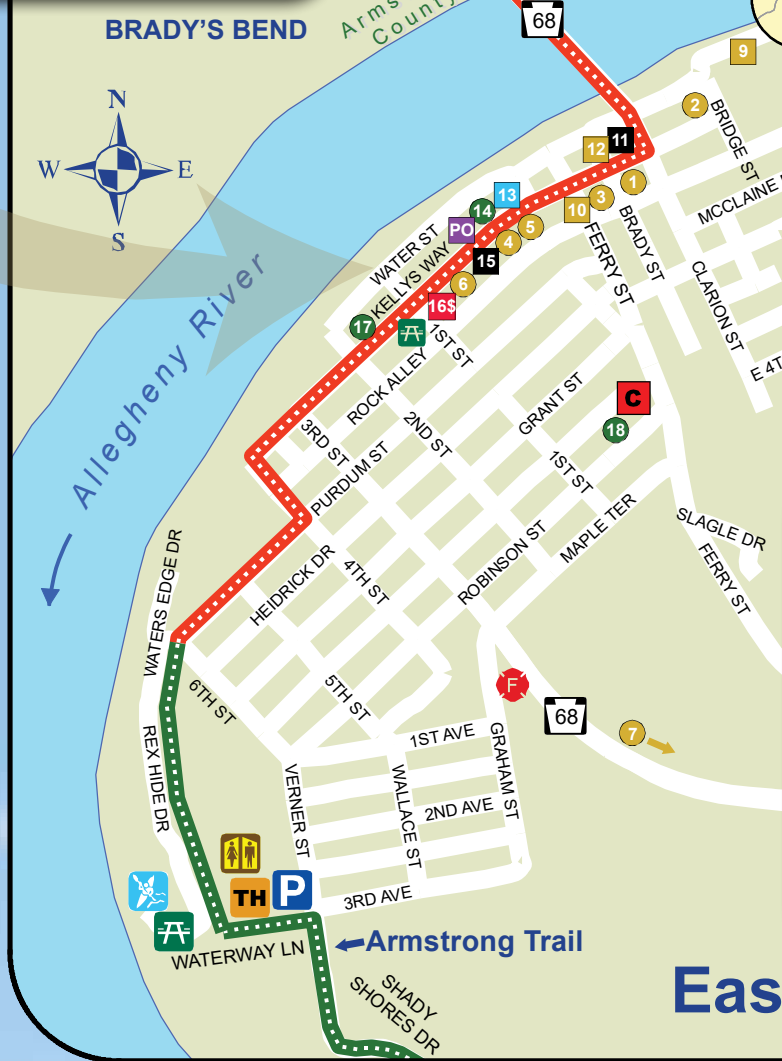 BRADY'S BEND
Arms
County
68
9
N
W
E
S
2
BRIDGE ST
11
12
1
3
10
MCCLAINE
13
14
PO
5
4
15
6
16$
17
WATER ST
KELLYS WAY
BRADY ST
FERRY ST
CLARION ST
E 4T
1ST ST
ROCK ALLEY
Allegheny River
C
18
GRANT ST
2ND ST
3RD ST
PURDUM ST
1ST ST
MAPLE TER
SLAGLE DR
FERRY ST
ROBINSON ST
HEIDRICK DR
4TH ST
WATERS EDGE DR
6TH ST
5TH ST
F
68
7
REX HIDE DR
1ST AVE
GRAHAM ST
VERNER ST
WALLACE ST
2ND AVE
3RD AVE
TH
P
WATERWAY LN
Armstrong Trail
SHADY
SHORES DR
Eas